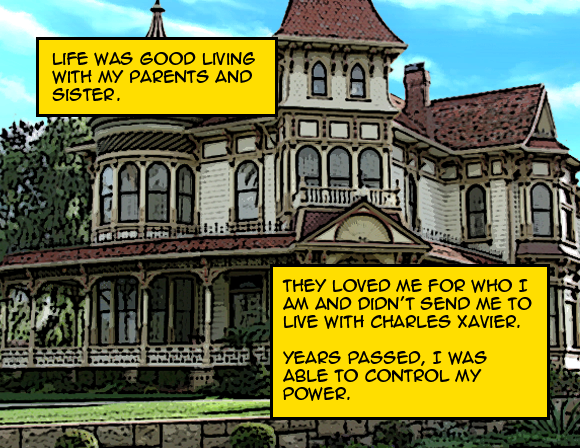 LIFE WAS GOOD LIVING
WITH MY PARENTS AND
SISTER.
THEY LOVED ME FOR WHO I
AM AND DIDN'T SEND ME TO
LIVE WITH CHARLES XAVIER.
YEARS PASSED, I WAS
ABLE TO CONTROL MY
POWER.